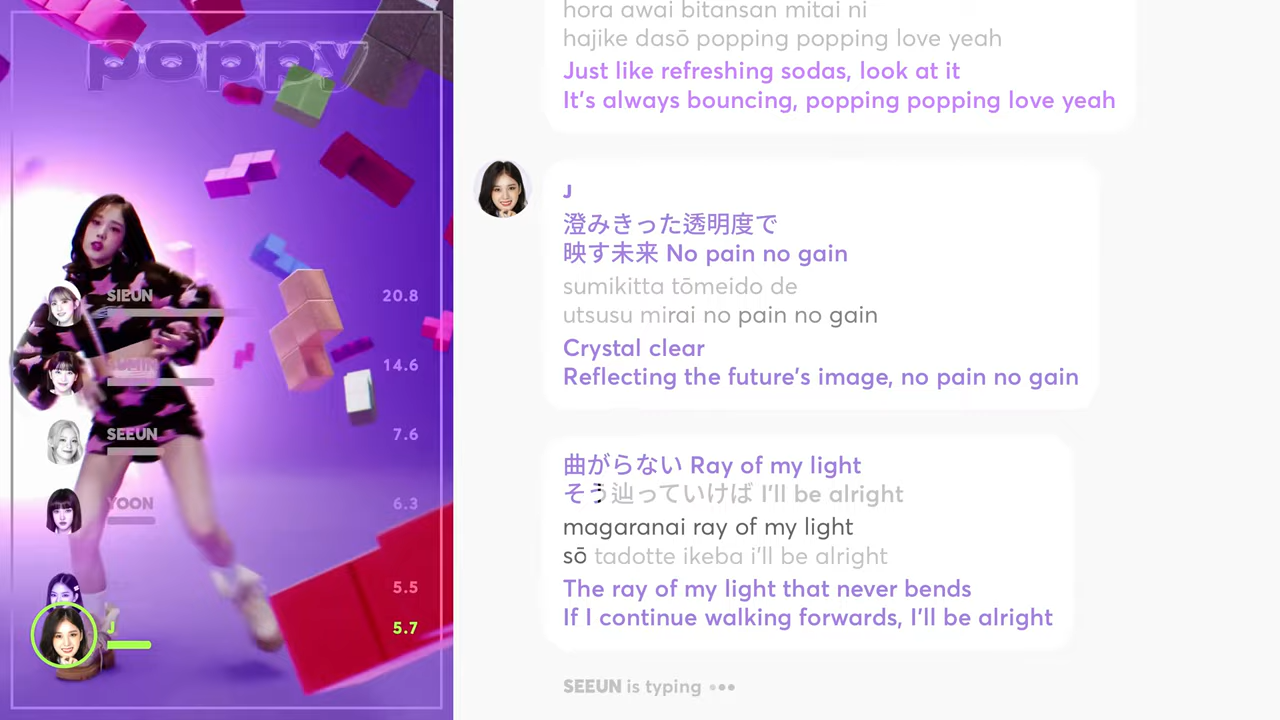 poppy
SIEUN
20.8
SUMIN
14.6
SEEUN
7.6
YOON
6.3
5.5
J
5.7
hora awai bitansan mitai ni
hajike dasō popping popping love yeah
Just like refreshing sodas, look at it
It's always bouncing, popping popping love yeah
J
澄みきった透明度で
映す未来 No pain no gain
sumikitta tōmeido de
utsusu mirai no pain no gain
Crystal clear
Reflecting the future's image, no pain no gain
曲がらない Ray of my light
そう辿っていけば I'll be alright
magaranai ray of my light
sō tadotte ikeba i'll be alright
The ray of my light that never bends
If I continue walking forwards, I'll be alright
SEEUN is typing